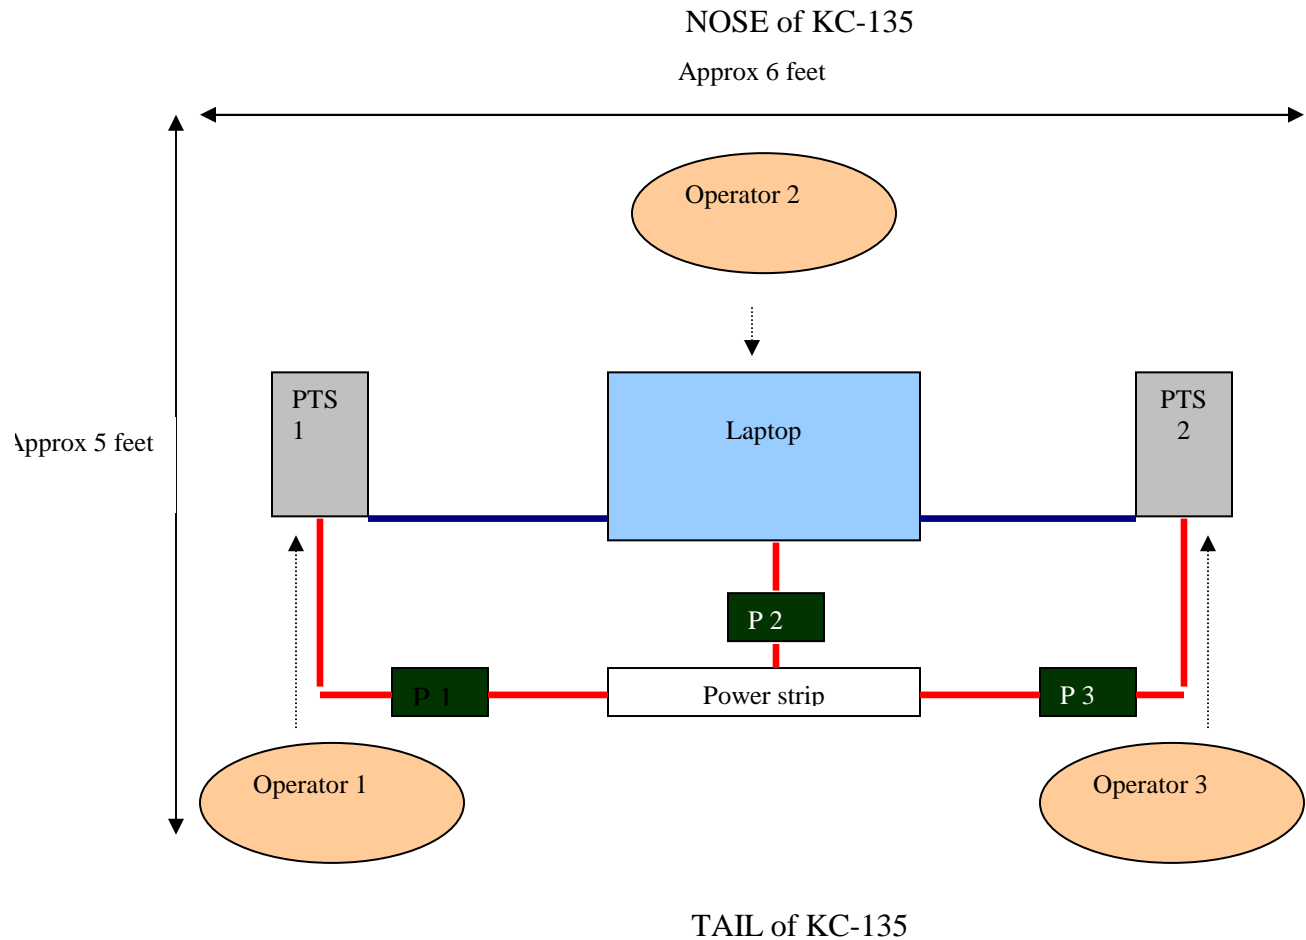 NOSE of KC-135
Approx 6 feet
Operator 2
PTS
1
Laptop
PTS
2
Approx 5 feet
P 2
P 1
Power strip
P 3
Operator 1
Operator 3
TAIL of KC-135